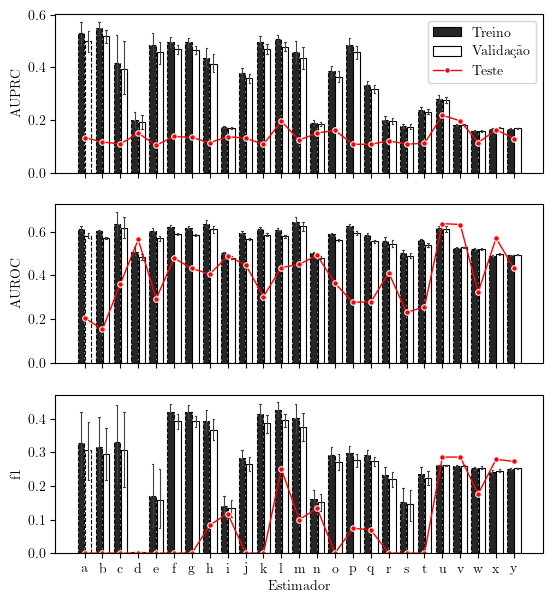 0.6
0.4
0.2
0.0
AUPRC
Treino
Validação
Teste
0.6
0.4
0.2
0.0
AUROC
0.4
0.3
0.2
0.1
0.0
f1
a b c d e f g h i j k l m n o p q r s t u v w x y
Estimador